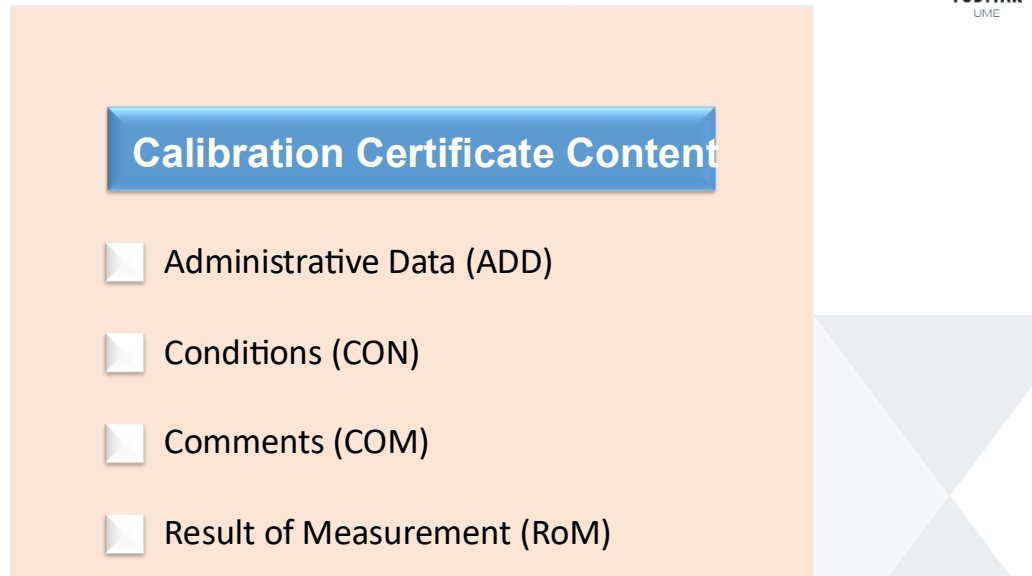 UME
Calibration Certificate Content
Administrative Data (ADD)
Conditions (CON)
Comments (COM)
Result of Measurement (RoM)